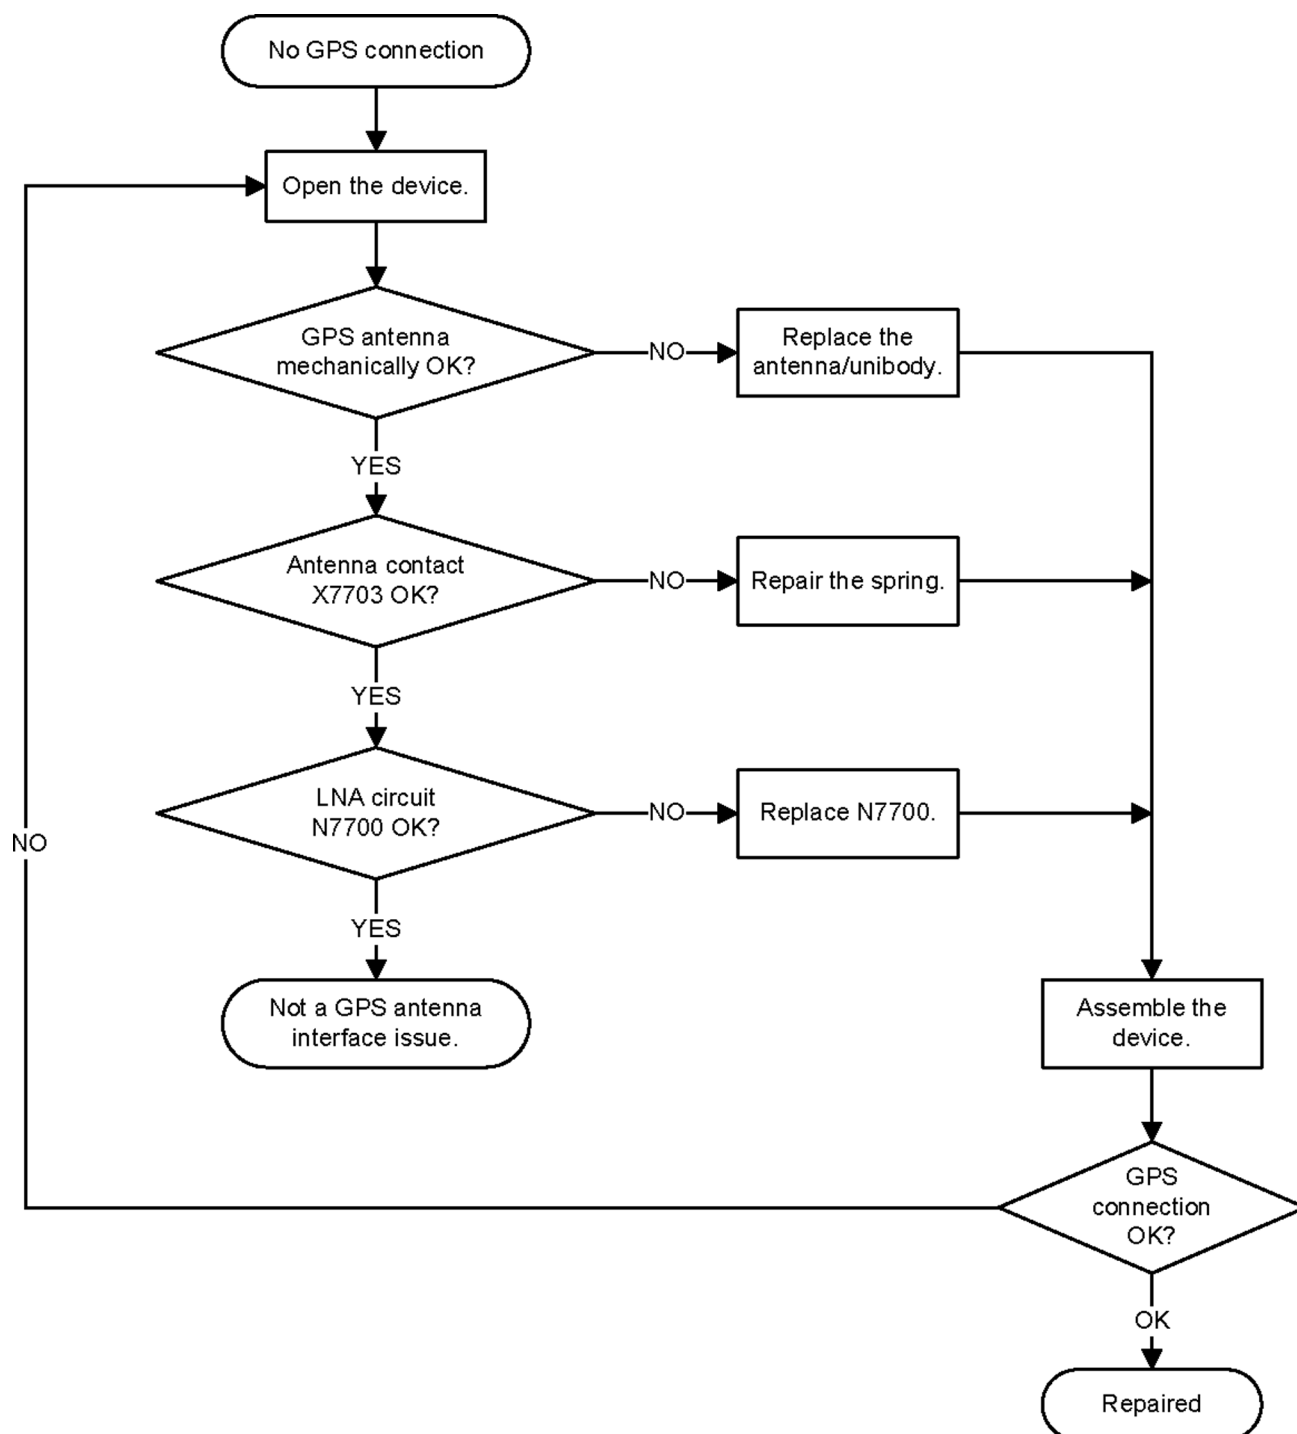 No GPS connection
Open the device.
GPS antenna
mechanically OK?
NO
Replace the
antenna/unibody.
YES
Antenna contact
X7703 OK?
NO
Repair the spring.
YES
LNA circuit
N7700 OK?
NO
Replace N7700.
NO
YES
Not a GPS antenna
interface issue.
Assemble the
device.
GPS
connection
OK?
OK
Repaired